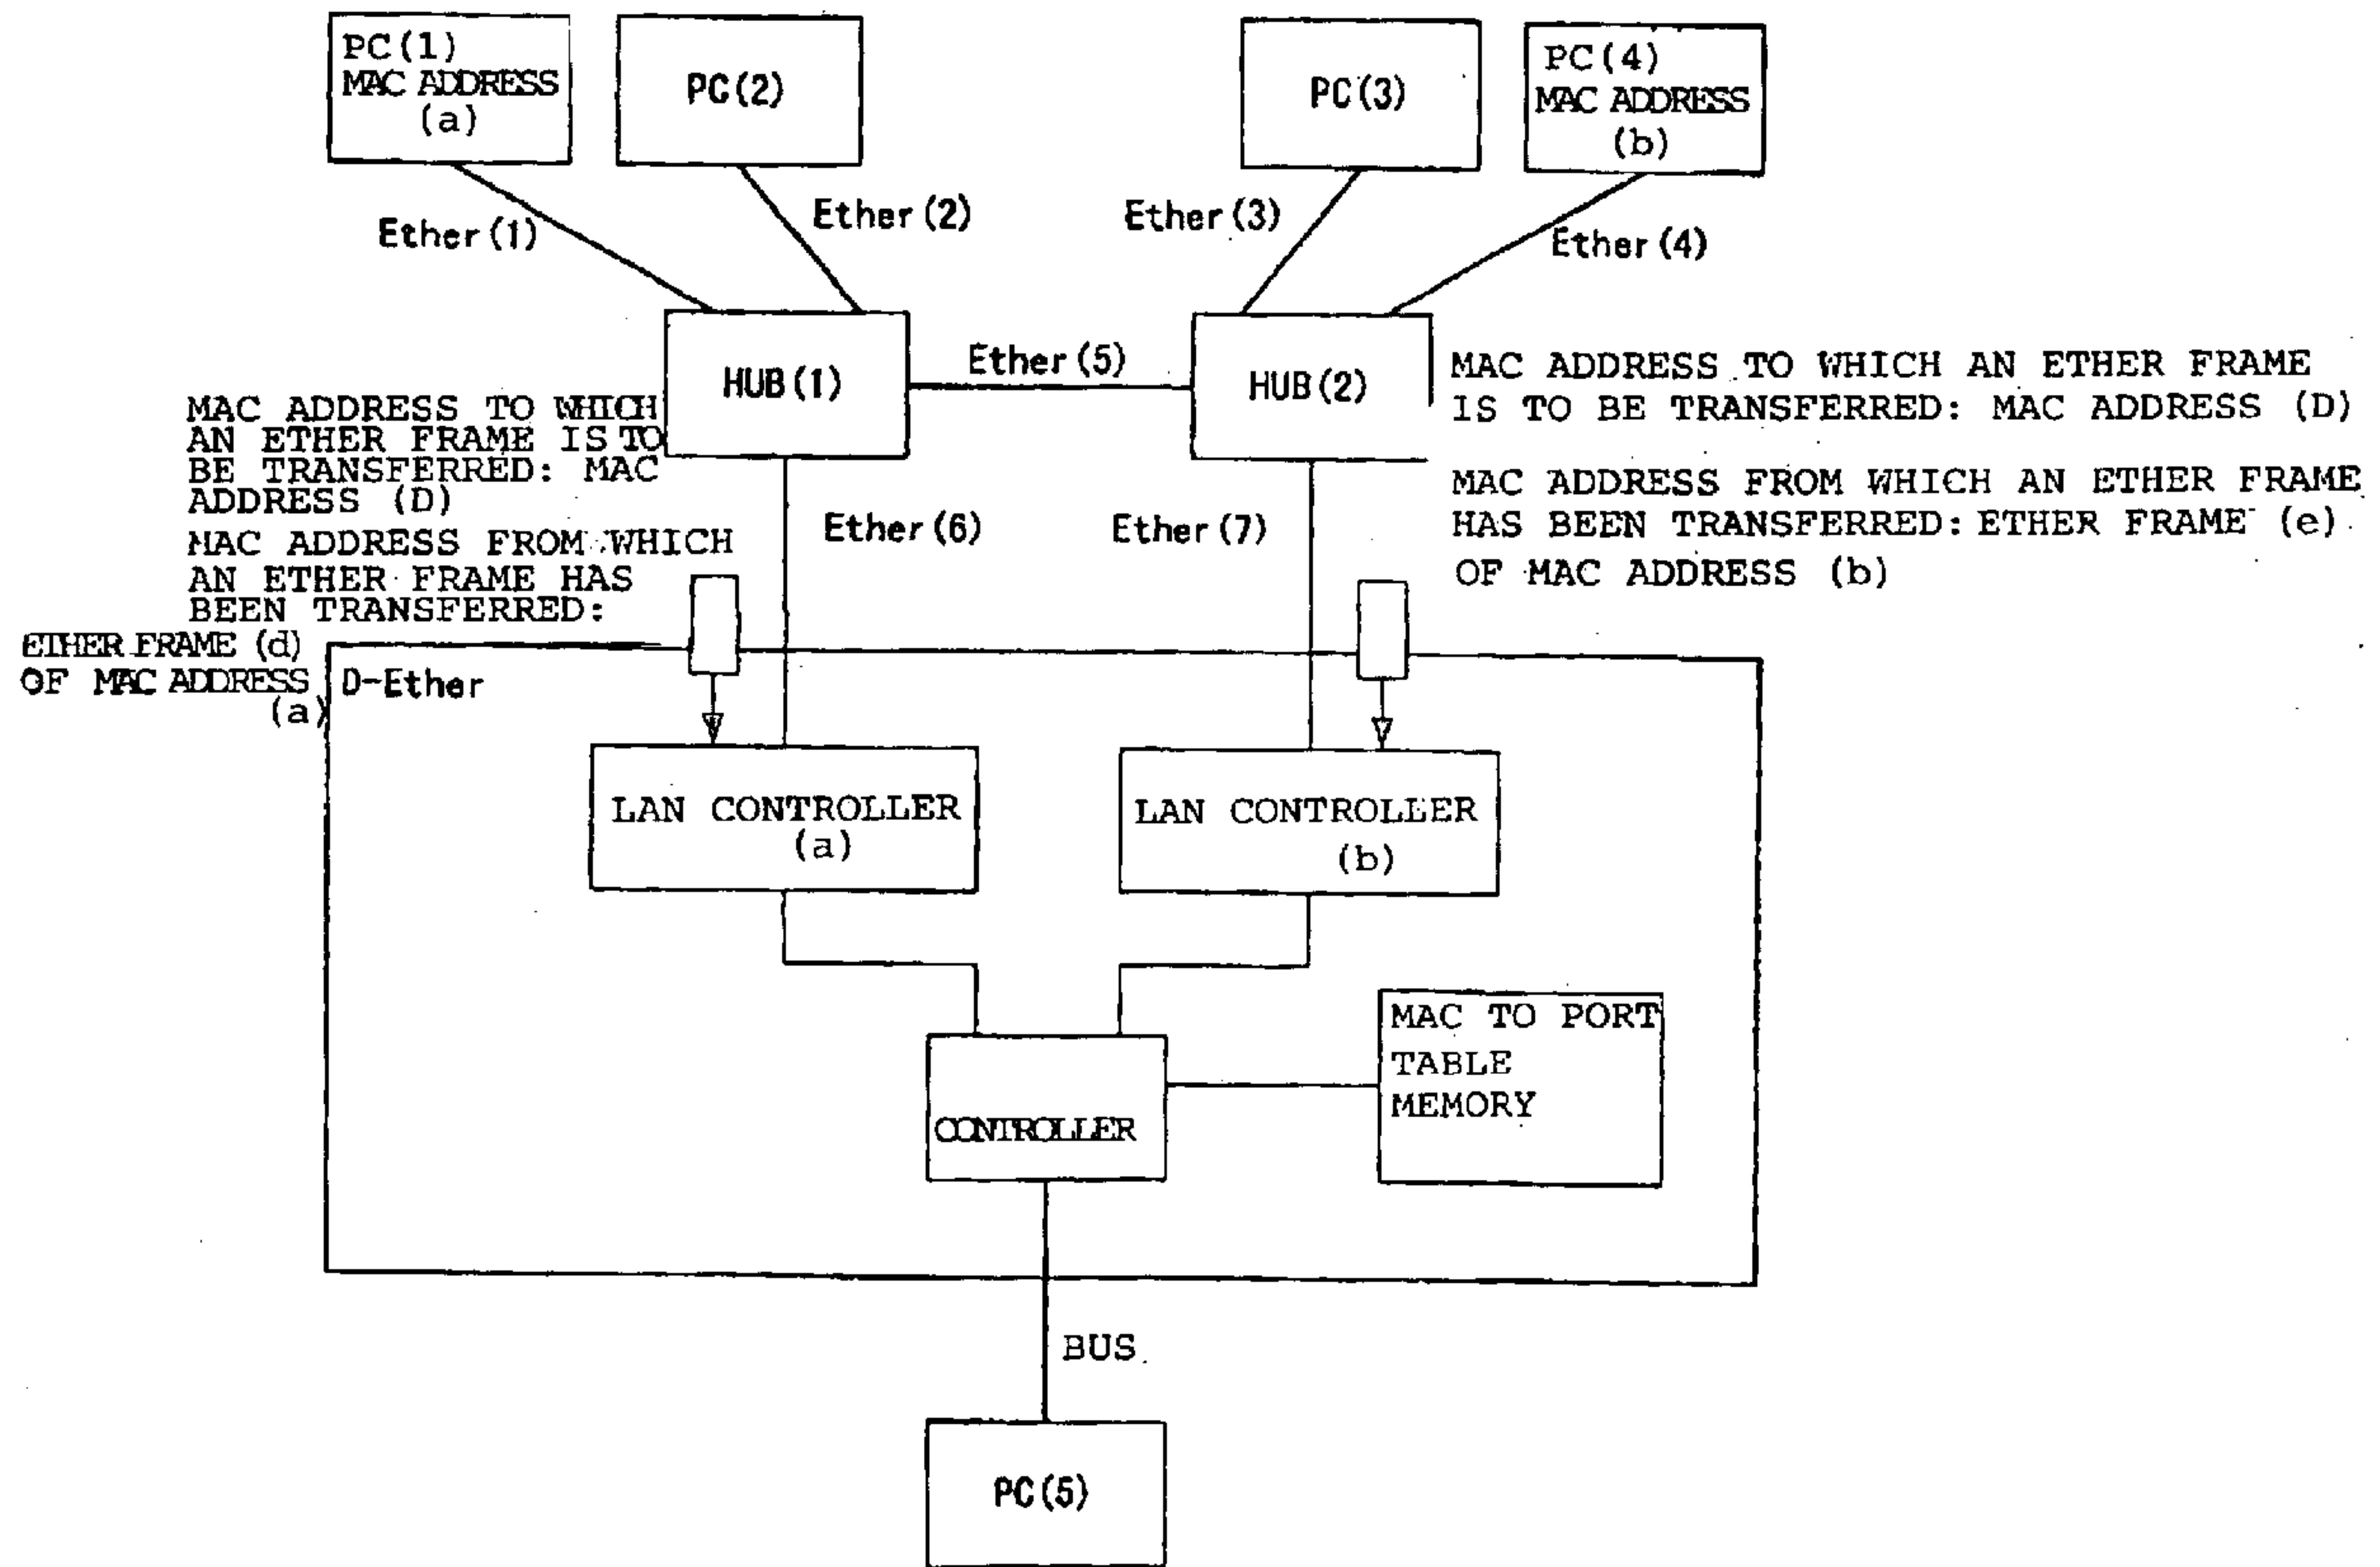 PC(1)
MAC ADDRESS
(a)
PC(2)
PC(3)
PC(4)
MAC ADDRESS
(b)
Ether(1)
Ether(2)
Ether(3)
Ether(4)
HUB(1)
Ether(5)
HUB(2)
MAC ADDRESS TO WHICH
AN ETHER FRAME IS TO
BE TRANSFERRED: MAC
ADDRESS (D)
MAC ADDRESS FROM WHICH
AN ETHER FRAME HAS
BEEN TRANSFERRED:
ETHER FRAME (d)
OF MAC ADDRESS
(a)
MAC ADDRESS TO WHICH AN ETHER FRAME
IS TO BE TRANSFERRED: MAC ADDRESS (D)
MAC ADDRESS FROM WHICH AN ETHER FRAME
HAS BEEN TRANSFERRED: ETHER FRAME (e)
OF MAC ADDRESS (b)
Ether(6)
Ether(7)
D-Ether
LAN CONTROLLER
(a)
LAN CONTROLLER
(b)
MAC TO PORT
TABLE
MEMORY
CONTROLLER
BUS
PC(5)